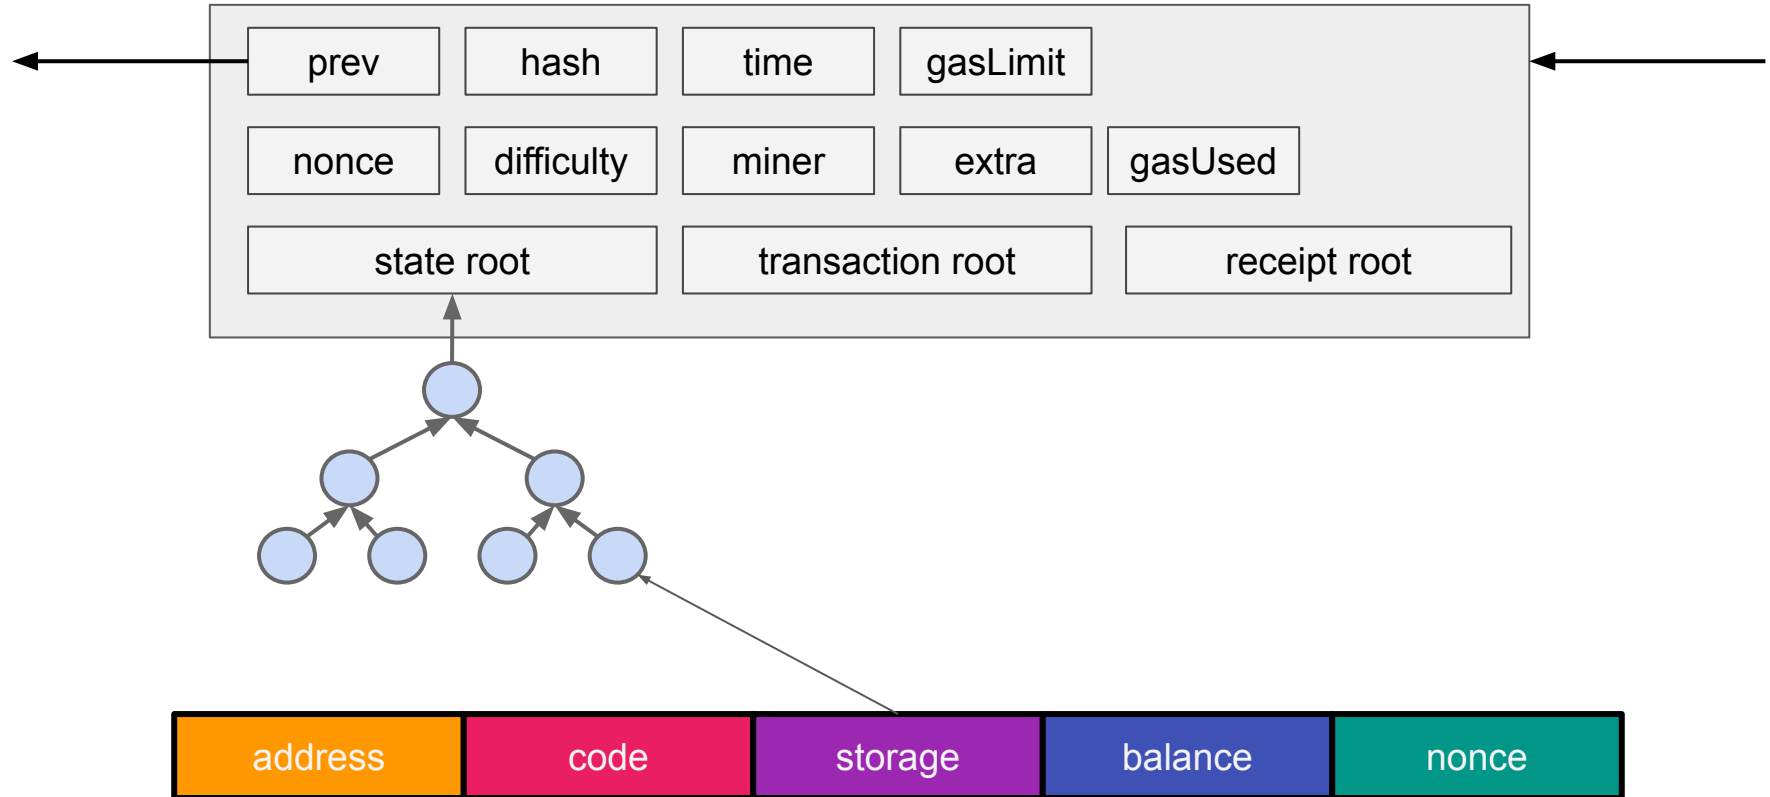 prev hash time gasLimit
nonce difficulty miner extra gasUsed
state root transaction root receipt root
address code storage balance nonce